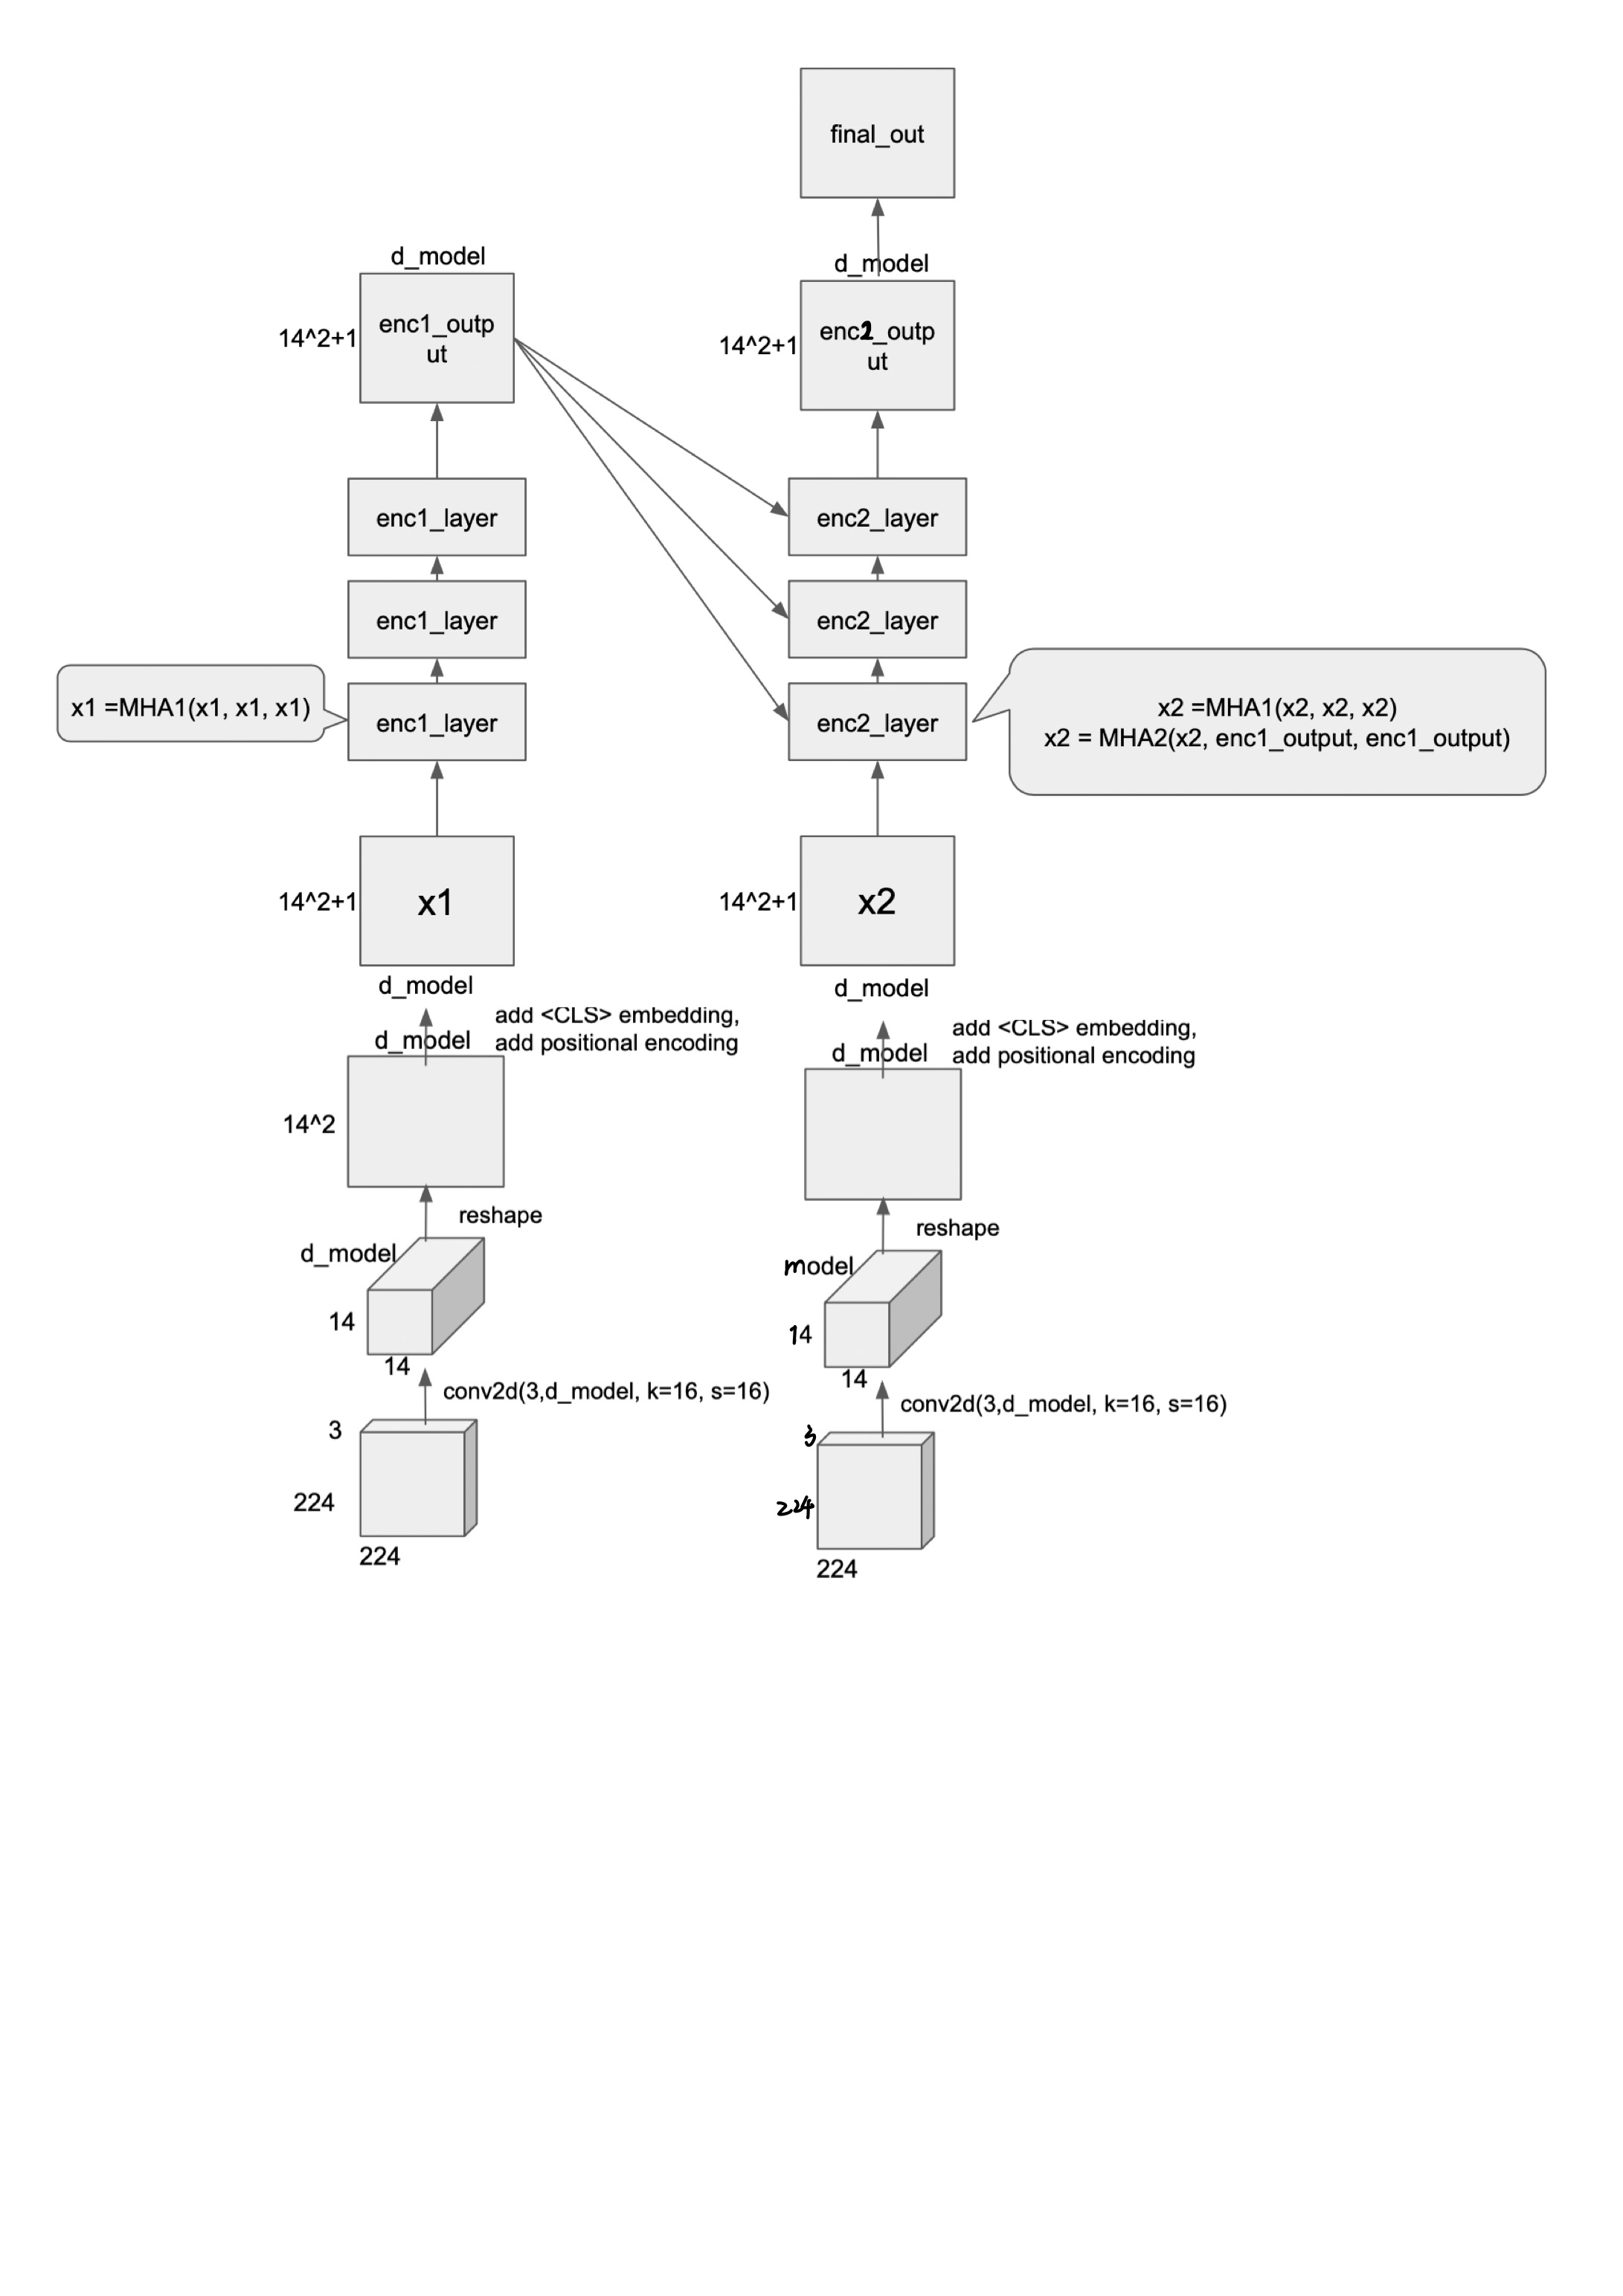 final_out
d_model
14^2+1
enc1_outp
ut
d_model
14^2+1
enc2_outp
ut
enc1_layer
enc1_layer
enc1_layer
enc2_layer
enc2_layer
enc2_layer
x1 =MHA1(x1, x1, x1)
x2 =MHA1(x2, x2, x2)
x2 = MHA2(x2, enc1_output, enc1_output)
14^2+1
x1
d_model
14^2+1
x2
d_model
add <CLS> embedding,
add positional encoding
d_model
14^2
reshape
d_model
14
14
conv2d(3,d_model, k=16, s=16)
3
224
224
add <CLS> embedding,
add positional encoding
d_model
reshape
model
14
14
conv2d(3,d_model, k=16, s=16)
3
224
224